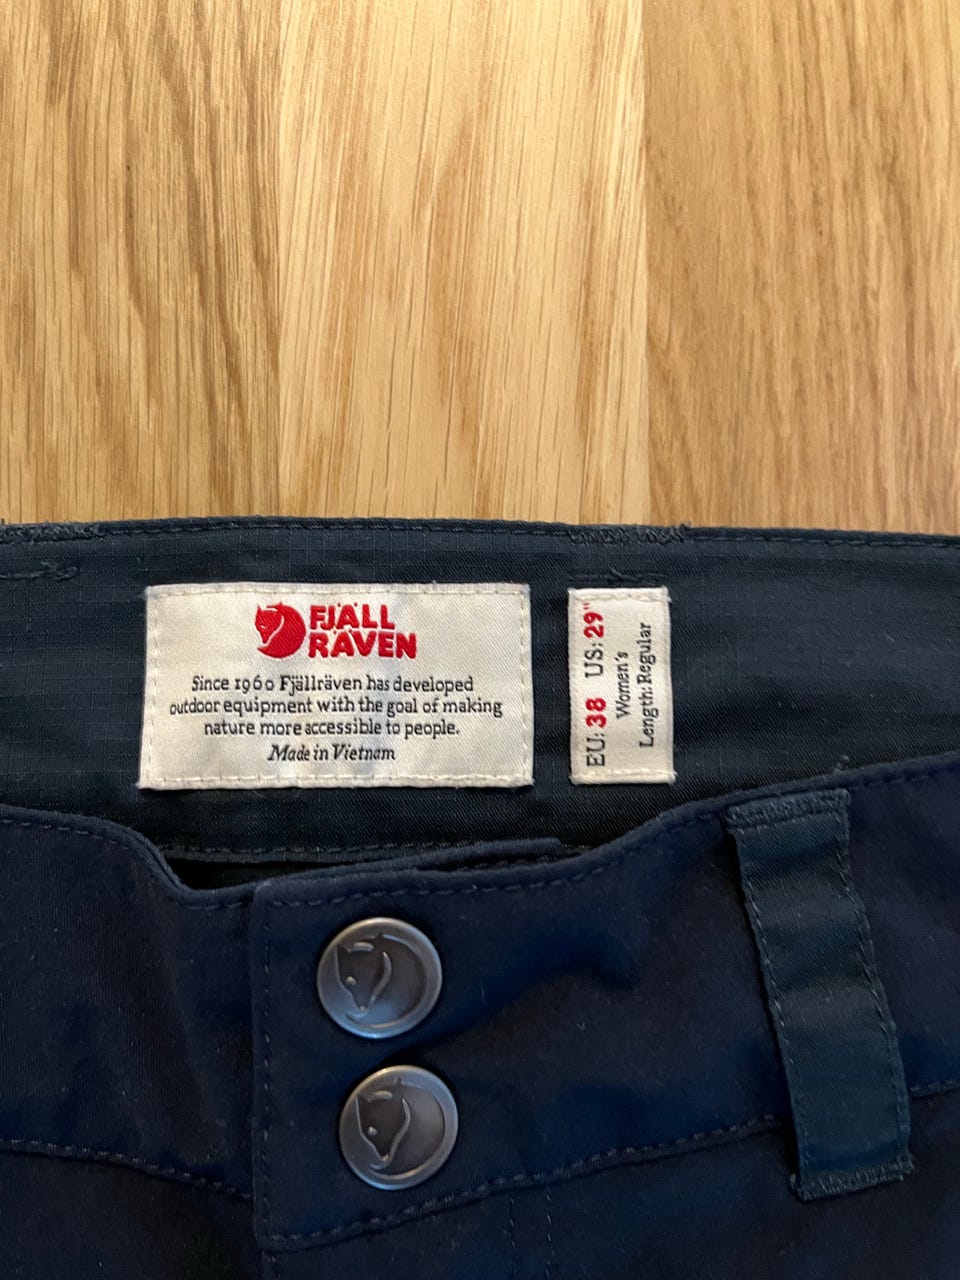 FJÄLL
RÄVEN
Since 1960 Fjällräven has developed
outdoor equipment with the goal of making
nature more accessible to people.
Made in Vietnam
EU: 38 US: 29"
Women's
Length: Regular